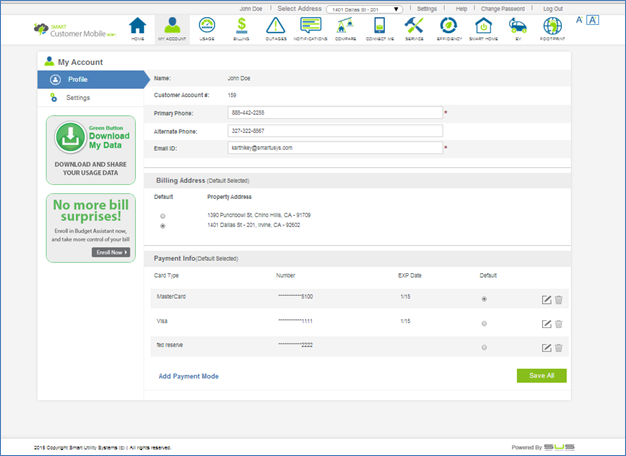 John Doe | Select Address 1401 Dallas St - 201 | Settings | Help | Change Password | Log Out
A A
SMART
Customer Mobile
HOME MY ACCOUNT USAGE BILLING OUTAGES NOTIFICATIONS COMPARE CONNECT ME SERVICE EFFICIENCY SMART HOME EV FOOTPRINT
My Account
Profile
Settings
Green Button
Download
My Data
DOWNLOAD AND SHARE
YOUR USAGE DATA
No more bill
surprises!
Enroll in Budget Assistant now,
and take more control of your bill
Enroll Now
Name: John Doe
Customer Account #: 159
Primary Phone: 888-442-2255 *
Alternate Phone: 327-322-6667
Email ID: karthikey@smartusys.com *
Billing Address (Default Selected)
Default Property Address
1390 Punchbowl St, Chino Hills, CA - 91709
1401 Dallas St - 201, Irvine, CA - 92602
Payment Info(Default Selected)
Card Type Number EXP Date Default
MasterCard ************5100 1/15
Visa ************1111 1/15
fed reserve ************2222
Add Payment Mode
Save All
2015 Copyright Smart Utility Systems | All rights reserved.
Powered By SUS